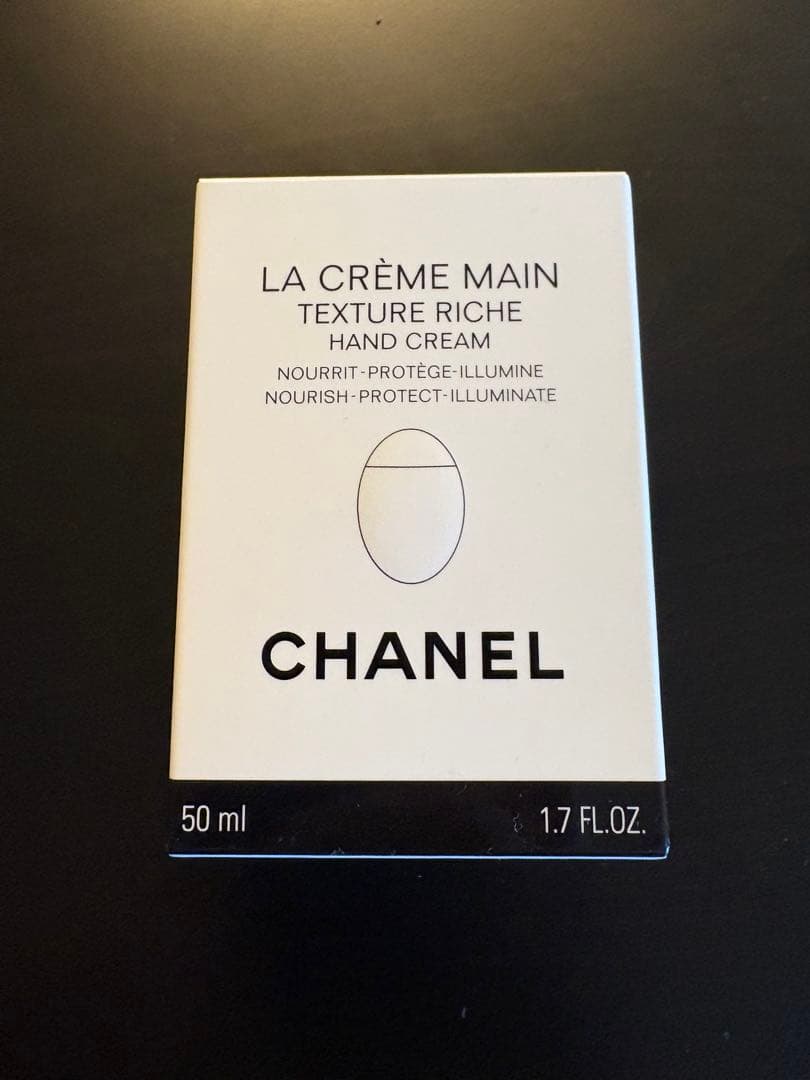 LA CRÈME MAIN
TEXTURE RICHE
HAND CREAM
NOURRIT-PROTÈGE-ILLUMINE
NOURISH-PROTECT-ILLUMINATE
CHANEL
50 ml 1.7 FL.OZ.